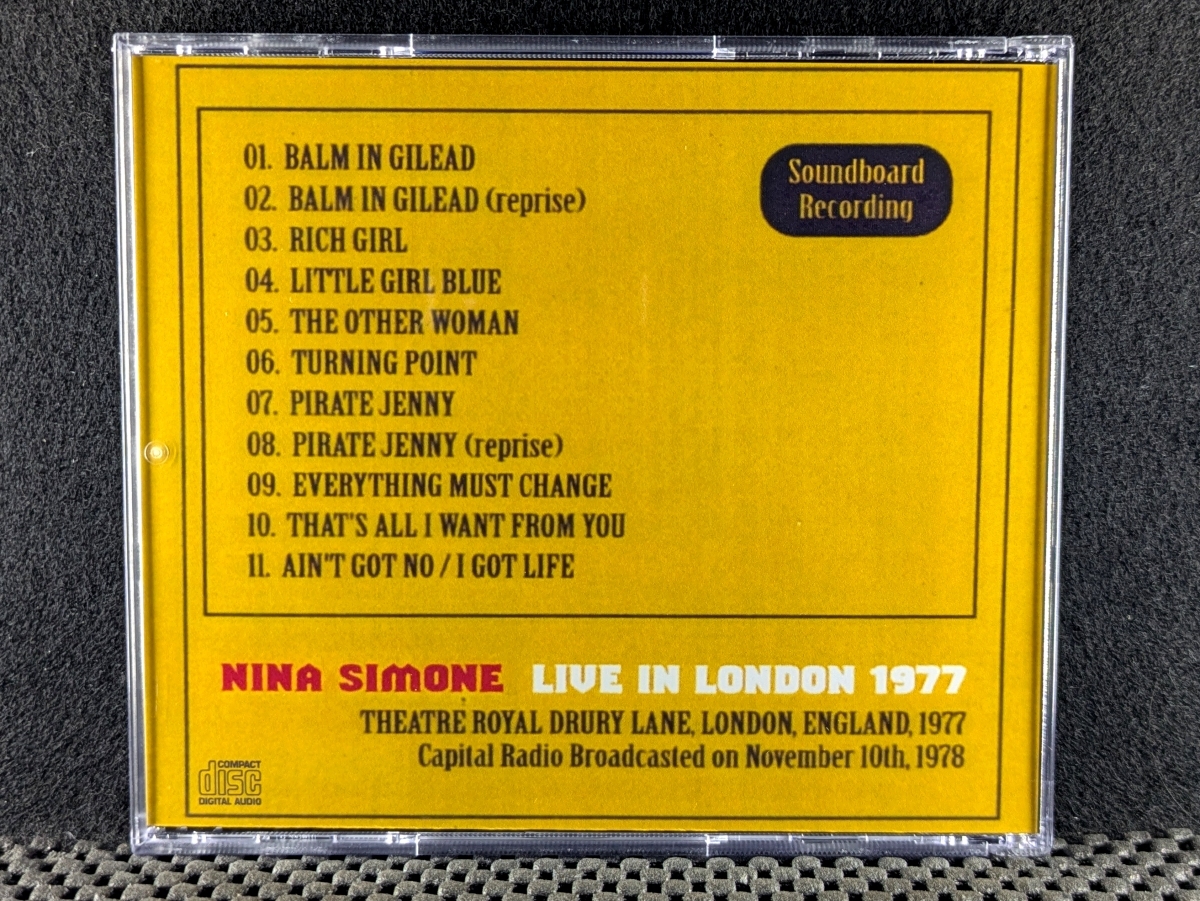 01. BALM IN GILEAD
02. BALM IN GILEAD (reprise)
03. RICH GIRL
04. LITTLE GIRL BLUE
05. THE OTHER WOMAN
06. TURNING POINT
07. PIRATE JENNY
08. PIRATE JENNY (reprise)
09. EVERYTHING MUST CHANGE
10. THAT'S ALL I WANT FROM YOU
11. AIN'T GOT NO / I GOT LIFE
Soundboard
Recording
NINA SIMONE LIVE IN LONDON 1977
THEATRE ROYAL DRURY LANE, LONDON, ENGLAND, 1977
Capital Radio Broadcasted on November 10th, 1978
COMPACT
disc
DIGITAL AUDIO